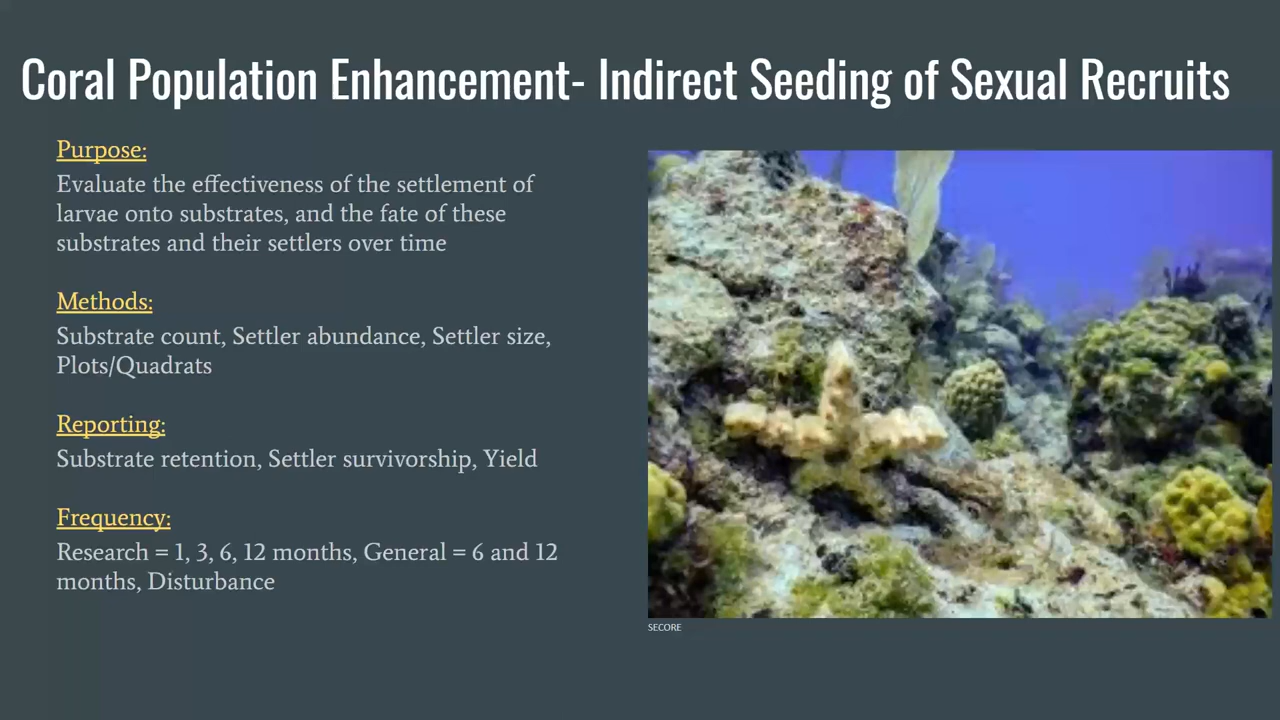 Coral Population Enhancement- Indirect Seeding of Sexual Recruits
Purpose:
Evaluate the effectiveness of the settlement of
larvae onto substrates, and the fate of these
substrates and their settlers over time
Methods:
Substrate count, Settler abundance, Settler size,
Plots/Quadrats
Reporting:
Substrate retention, Settler survivorship, Yield
Frequency:
Research = 1, 3, 6, 12 months, General = 6 and 12
months, Disturbance
SECORE